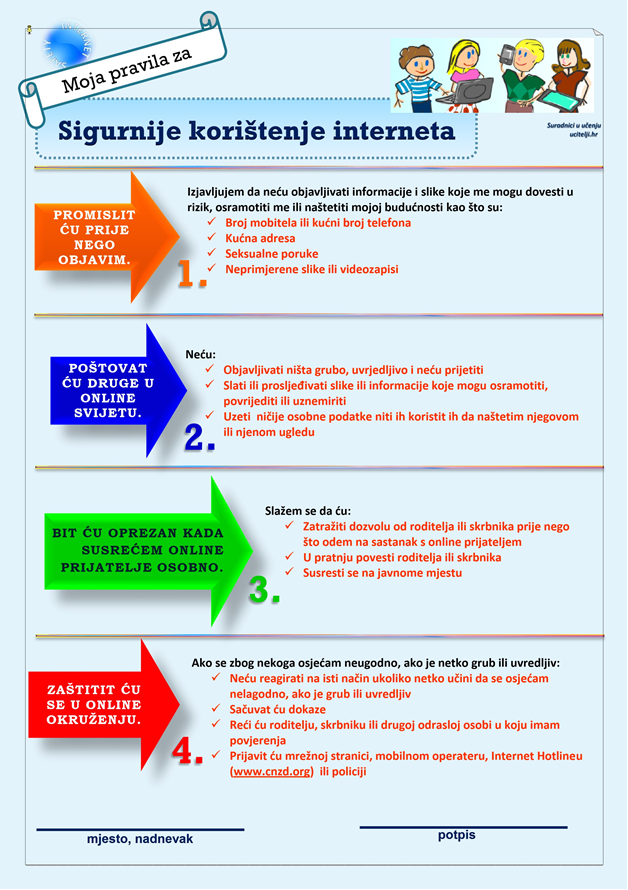 Moja pravila za
Sigurnije korištenje interneta
Suradnici u učenju
ucitelji.hr
PROMISLIT
ĆU PRIJE
NEGO
OBJAVIM.
1.
Izjavljujem da neću objavljivati informacije i slike koje me mogu dovesti u
rizik, osramotiti me ili naštetiti mojoj budućnosti kao što su:
✓ Broj mobitela ili kućni broj telefona
✓ Kućna adresa
✓ Seksualne poruke
✓ Neprimjerene slike ili videozapisi
POŠTOVAT
ĆU DRUGE U
ONLINE
SVIJETU.
2.
Neću:
✓ Objavljivati ništa grubo, uvrjedljivo i neću prijetiti
✓ Slati ili prosljeđivati slike ili informacije koje mogu osramotiti,
povrijediti ili uznemiriti
✓ Uzeti ničije osobne podatke niti ih koristit ih da naštetim njegovom
ili njenom ugledu
BIT ĆU OPREZAN KADA
SUSREĆEM ONLINE
PRIJATELJE OSOBNO.
3.
Slažem se da ću:
✓ Zatražiti dozvolu od roditelja ili skrbnika prije nego
što odem na sastanak s online prijateljem
✓ U pratnju povesti roditelja ili skrbnika
✓ Susresti se na javnome mjestu
ZAŠTITIT ĆU
SE U ONLINE
OKRUŽENJU.
4.
Ako se zbog nekoga osjećam neugodno, ako je netko grub ili uvredljiv:
✓ Neću reagirati na isti način ukoliko netko učini da se osjećam
nelagodno, ako je grub ili uvredljiv
✓ Sačuvat ću dokaze
✓ Reći ću roditelju, skrbniku ili drugoj odrasloj osobi u koju imam
povjerenja
✓ Prijavit ću mrežnoj stranici, mobilnom operateru, Internet Hotlineu
(www.cnzd.org) ili policiji
mjesto, nadnevak
potpis